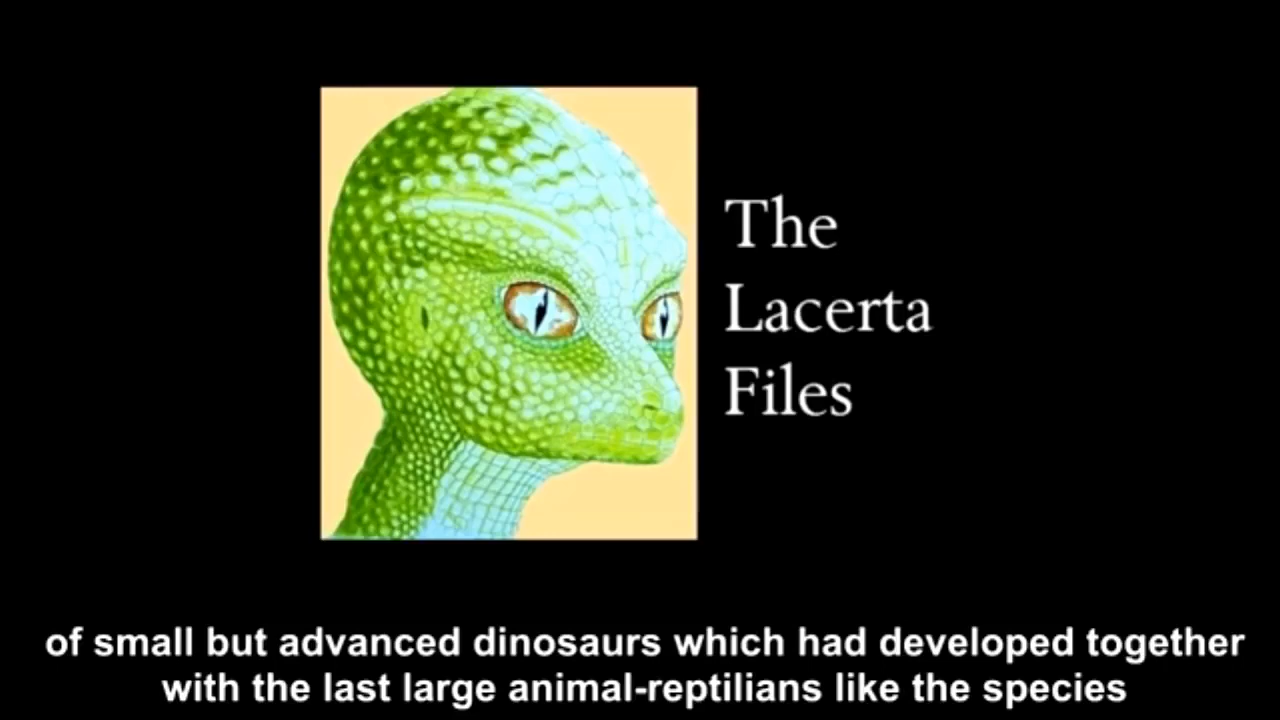 The
Lacerta
Files
of small but advanced dinosaurs which had developed together
with the last large animal-reptilians like the species